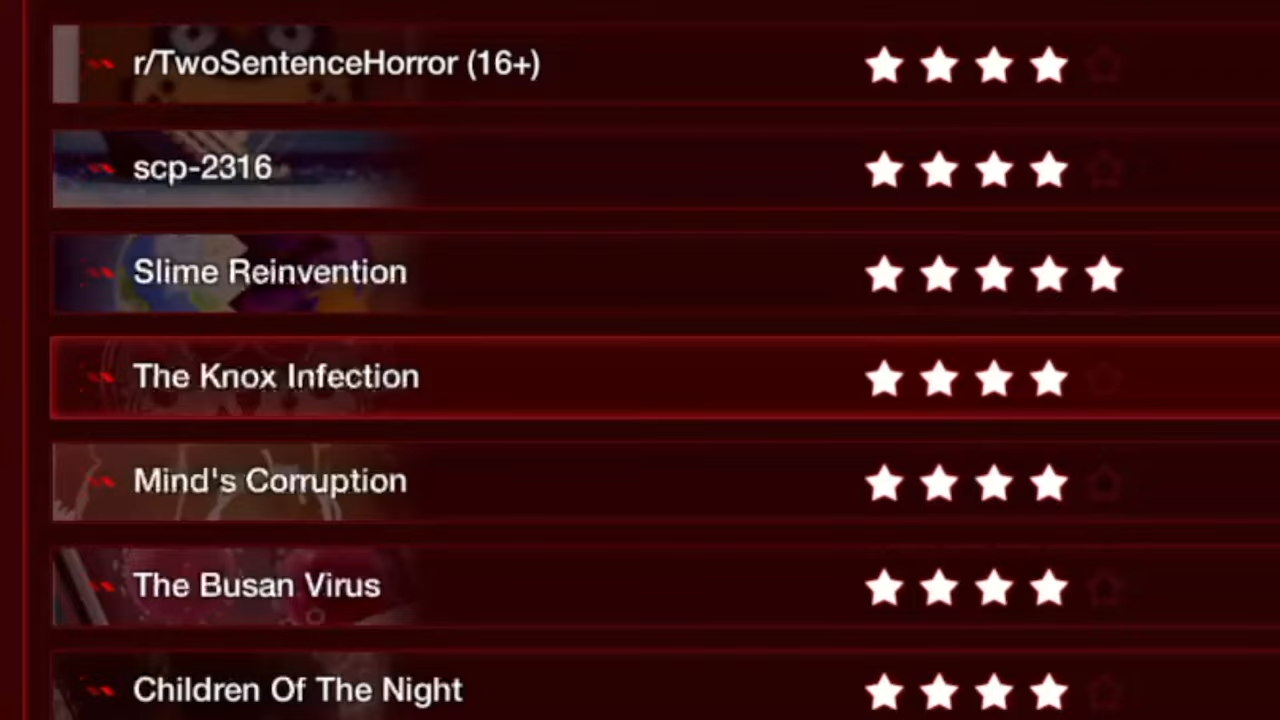 r/TwoSentenceHorror (16+)
scp-2316
Slime Reinvention
The Knox Infection
Mind's Corruption
The Busan Virus
Children Of The Night